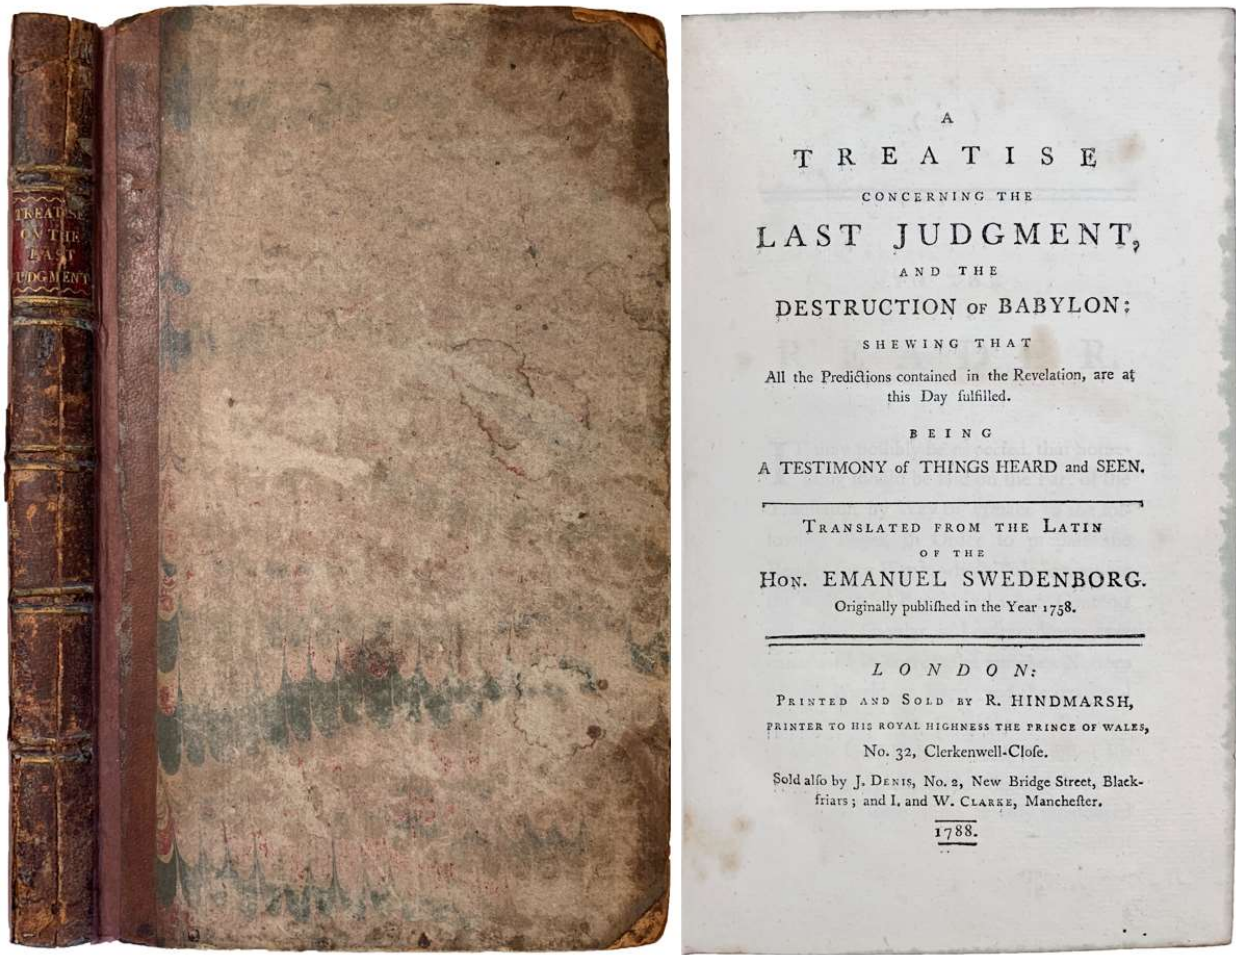 TREATISE
ON THE
LAST
JUDGMENT
A
TREATISE
CONCERNING THE
LAST JUDGMENT,
AND THE
DESTRUCTION OF BABYLON:
SHEWING THAT
All the Predictions contained in the Revelation, are at
this Day fulfilled.
BEING
A TESTIMONY of THINGS HEARD and SEEN.
TRANSLATED FROM THE LATIN
OF THE
HON. EMANUEL SWEDENBORG.
Originally publiſhed in the Year 1758.
LONDON:
PRINTED AND SOLD BY R. HINDMARSH,
PRINTER TO HIS ROYAL HIGHNESS THE PRINCE OF WALES,
No. 32, Clerkenwell-Cloſe.
Sold alſo by J. DENIS, No. 2, New Bridge Street, Black-
friars; and I. and W. CLARKE, Mancheſter.
1788.